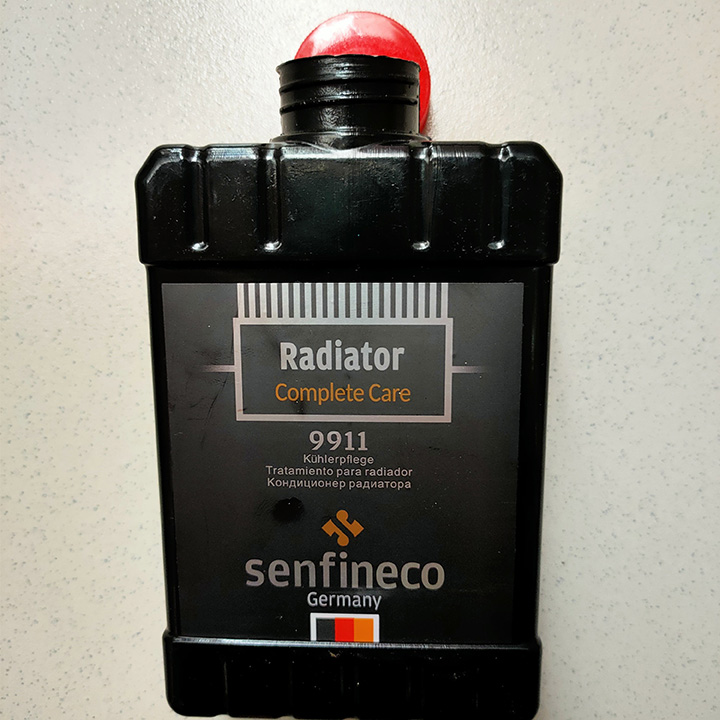 Radiator
Complete Care
9911
Kühlerpflege
Tratamiento para radiador
Кондиционер радиатора
senfineco
Germany